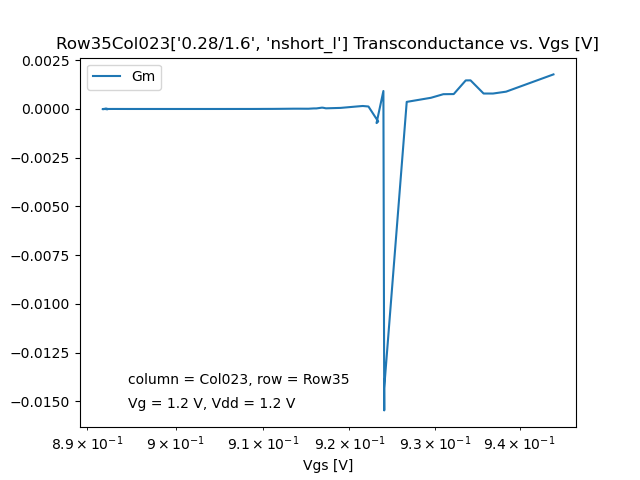 Row35Col023['0.28/1.6', 'nshort_l'] Transconductance vs. Vgs [V]
Gm
0.0025
0.0000
−0.0025
−0.0050
−0.0075
−0.0100
−0.0125
−0.0150
column = Col023, row = Row35
Vg = 1.2 V, Vdd = 1.2 V
8.9 × 10⁻¹ 9 × 10⁻¹ 9.1 × 10⁻¹ 9.2 × 10⁻¹ 9.3 × 10⁻¹ 9.4 × 10⁻¹
Vgs [V]